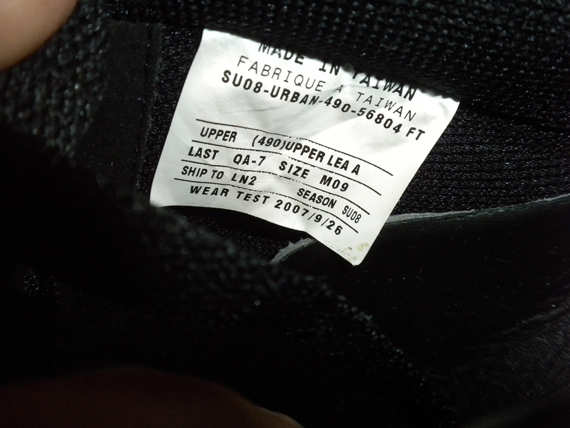 MADE IN TAIWAN
FABRIQUE A TAIWAN
SU08-URBAN-490-56804 FT
UPPER (490)UPPER LEA A
LAST QA-7 SIZE M09
SHIP TO LN2 SEASON SU08
WEAR TEST 2007/9/26